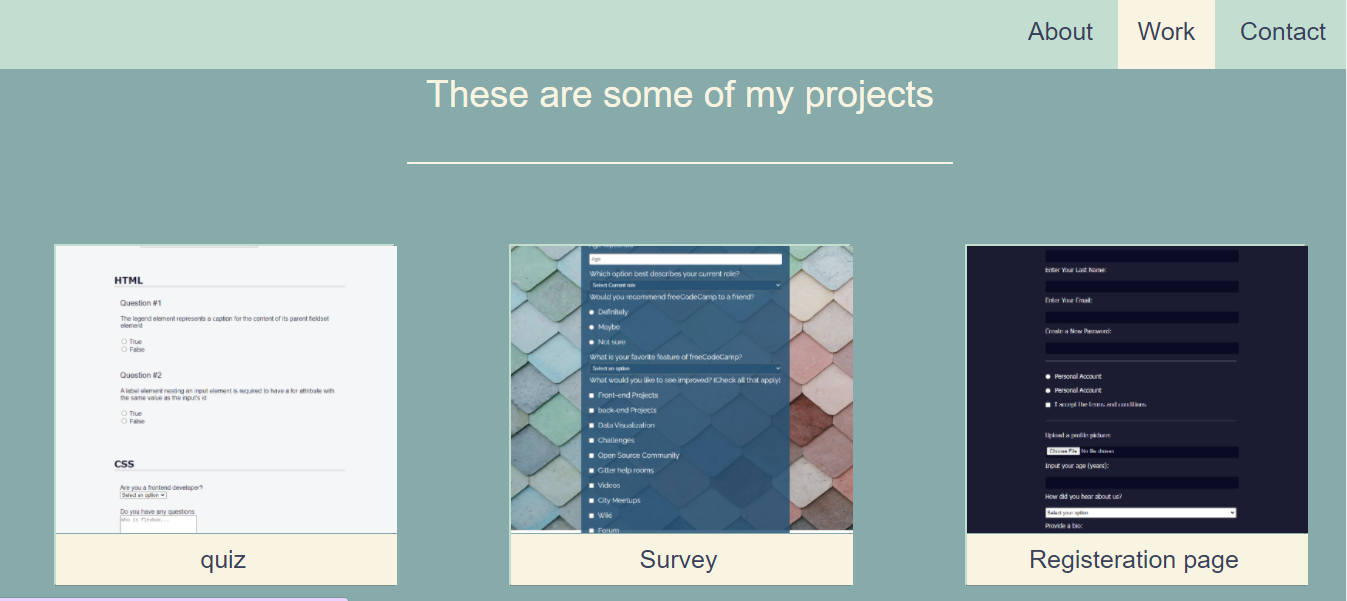 About Work Contact
These are some of my projects
HTML
Question #1
The legend element represents a caption for the content of its parent fieldset
element
True
False
Question #2
A label element nesting an input element is required to have a for attribute with
the same value as the input's id
True
False
CSS
Are you a frontend developer?
Select an option
Do you have any questions
Who is flexbox...
quiz
Age
Which option best describes your current role?
Select Current role
Would you recommend freeCodeCamp to a friend?
Definitely
Maybe
Not sure
What is your favorite feature of freeCodeCamp?
Select an option
What would you like to see improved? (Check all that apply)
Front-end Projects
back-end Projects
Data Visualization
Challenges
Open Source Community
Gitter help rooms
Videos
City Meetups
Wiki
Forum
Survey
Enter Your Last Name:
Enter Your Email:
Create a New Password:
Personal Account
Personal Account
I accept the terms and conditions
Upload a profile picture:
Choose File No file chosen
Input your age (years):
How did you hear about us?
Select your option
Provide a bio:
Registeration page